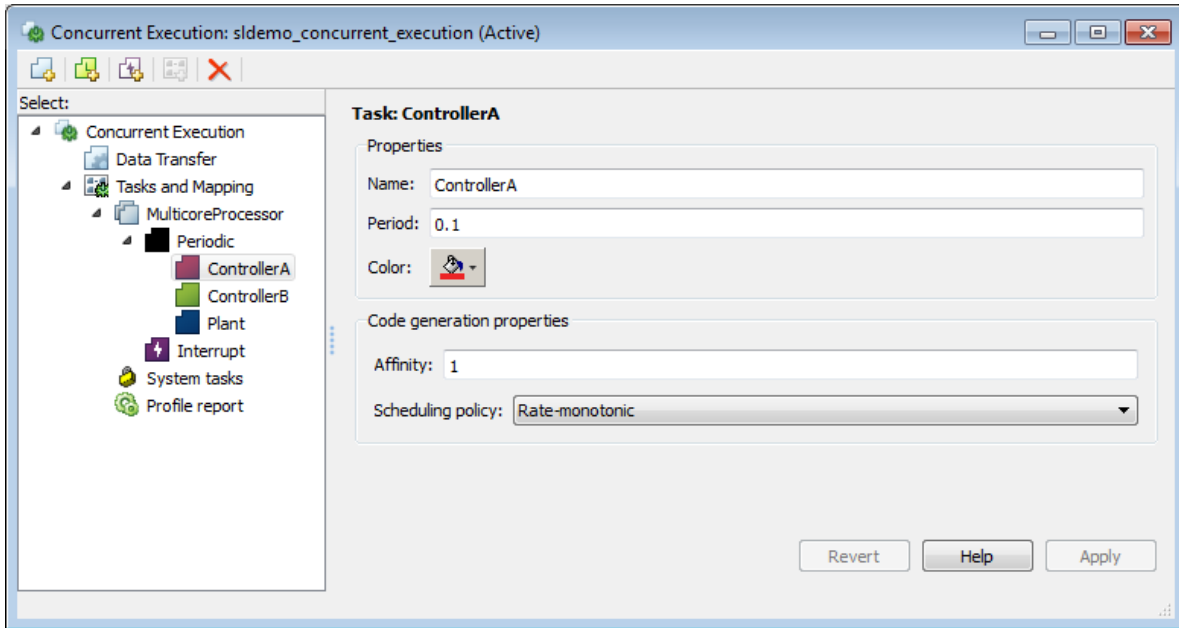 Concurrent Execution: sldemo_concurrent_execution (Active)
Select:
Concurrent Execution
Data Transfer
Tasks and Mapping
MulticoreProcessor
Periodic
ControllerA
ControllerB
Plant
Interrupt
System tasks
Profile report
Task: ControllerA
Properties
Name: ControllerA
Period: 0.1
Color:
Code generation properties
Affinity: 1
Scheduling policy: Rate-monotonic
Revert Help Apply